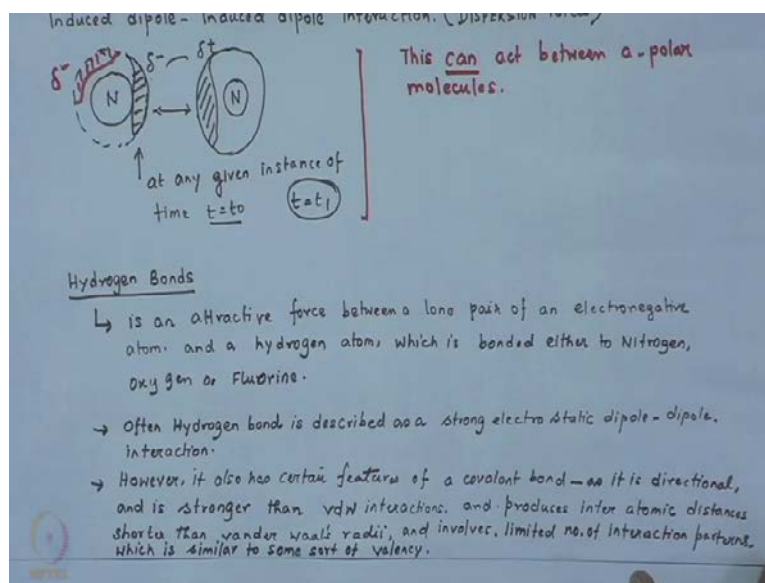 Induced dipole - Induced dipole interaction. (Dispersion forces)
δ-
δ-
δ+
N
N
This can act between a-polar
molecules.
at any given instance of
time t=t0
t=t1
Hydrogen Bonds
↳ is an attractive force between a lone pair of an electronegative
atom. and a hydrogen atom, which is bonded either to Nitrogen,
oxygen or Fluorine.
→ Often Hydrogen bond is described as a strong electrostatic dipole-dipole.
interaction.
→ However, it also has certain features of a covalent bond - as it is directional,
and is stronger than vdW interactions. and produces inter atomic distances
shorter than vander waal's radii, and involves, limited no. of interaction partners,
which is similar to some sort of valency.
NPTEL